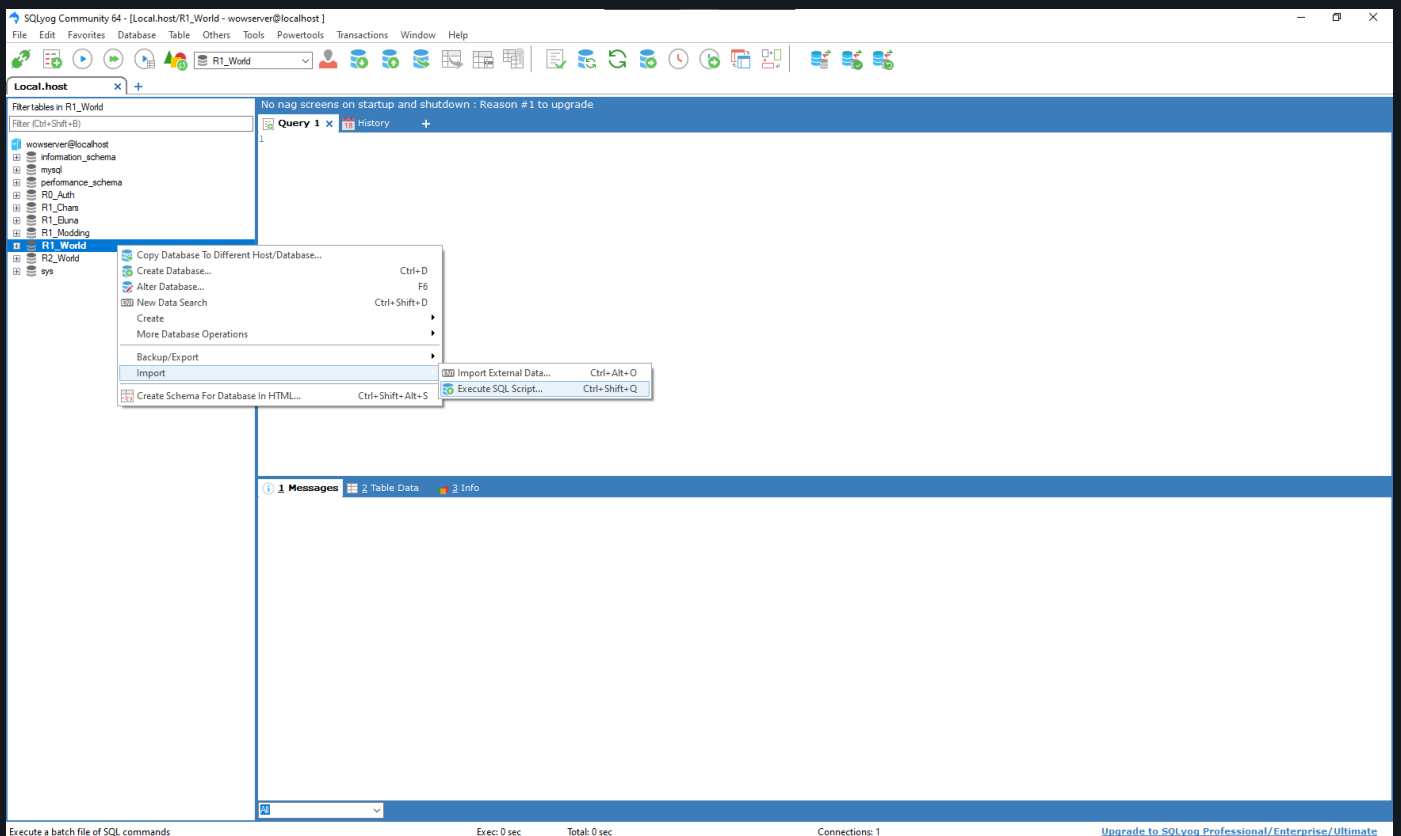 SQLyog Community 64 - [Local.host/R1_World - wowserver@localhost ]
File Edit Favorites Database Table Others Tools Powertools Transactions Window Help
R1_World
Local.host
Filter tables in R1_World
Filter (Ctrl+Shift+B)
wowserver@localhost
information_schema
mysql
performance_schema
R0_Auth
R1_Chars
R1_Eluna
R1_Modding
R1_World
R2_World
sys
No nag screens on startup and shutdown : Reason #1 to upgrade
Query 1 History
1
Copy Database To Different Host/Database...
Create Database... Ctrl+D
Alter Database... F6
New Data Search Ctrl+Shift+D
Create
More Database Operations
Backup/Export
Import
Create Schema For Database In HTML... Ctrl+Shift+Alt+S
Import External Data... Ctrl+Alt+O
Execute SQL Script... Ctrl+Shift+Q
1 Messages 2 Table Data 3 Info
All
Execute a batch file of SQL commands Exec: 0 sec Total: 0 sec Connections: 1 Upgrade to SQLyog Professional/Enterprise/Ultimate